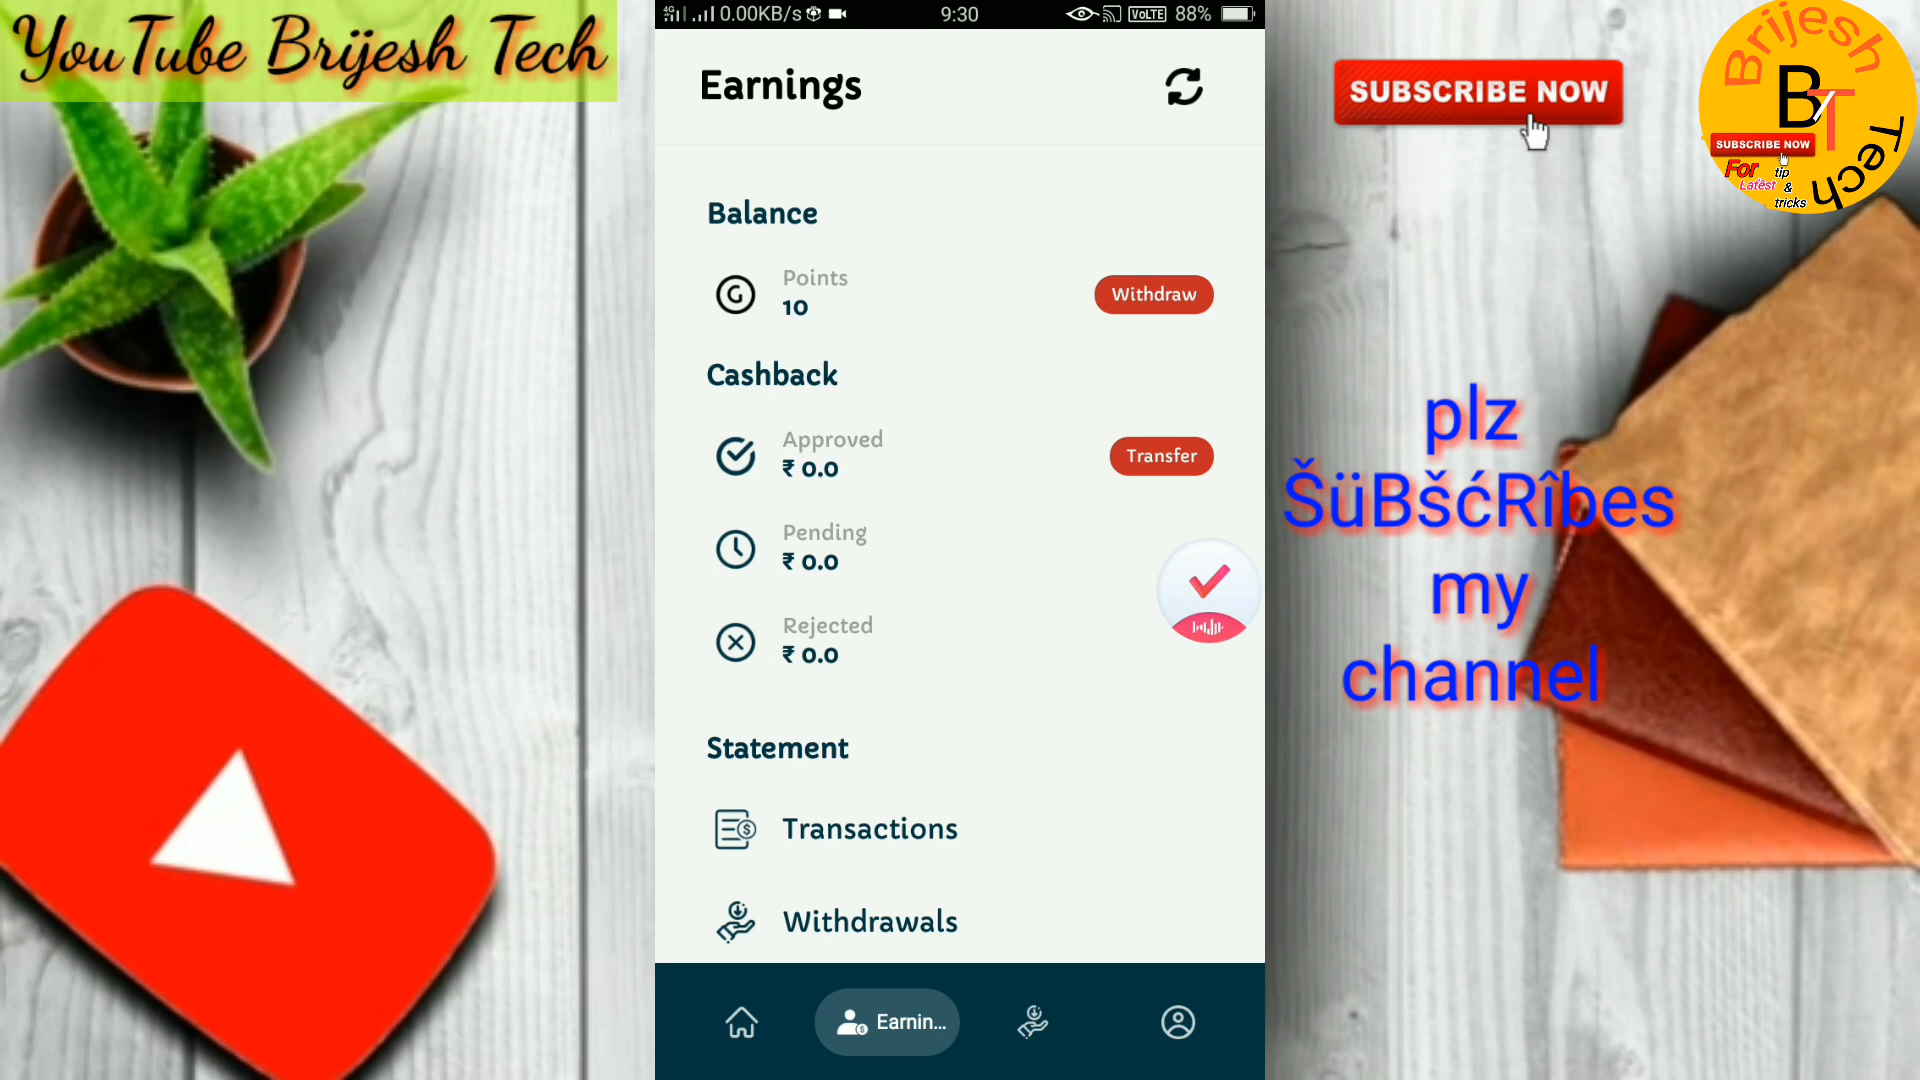 YouTube Brijesh Tech
4G 0.00KB/s 9:30 VoLTE 88%
Earnings
Balance
Points
10
Withdraw
Cashback
Approved
₹ 0.0
Transfer
Pending
₹ 0.0
Rejected
₹ 0.0
Statement
Transactions
Withdrawals
Earnin...
SUBSCRIBE NOW
Brijesh
BT
Tech
SUBSCRIBE NOW
For
Latest
tip
&
tricks
plz
ŠüBšćRîbes
my
channel